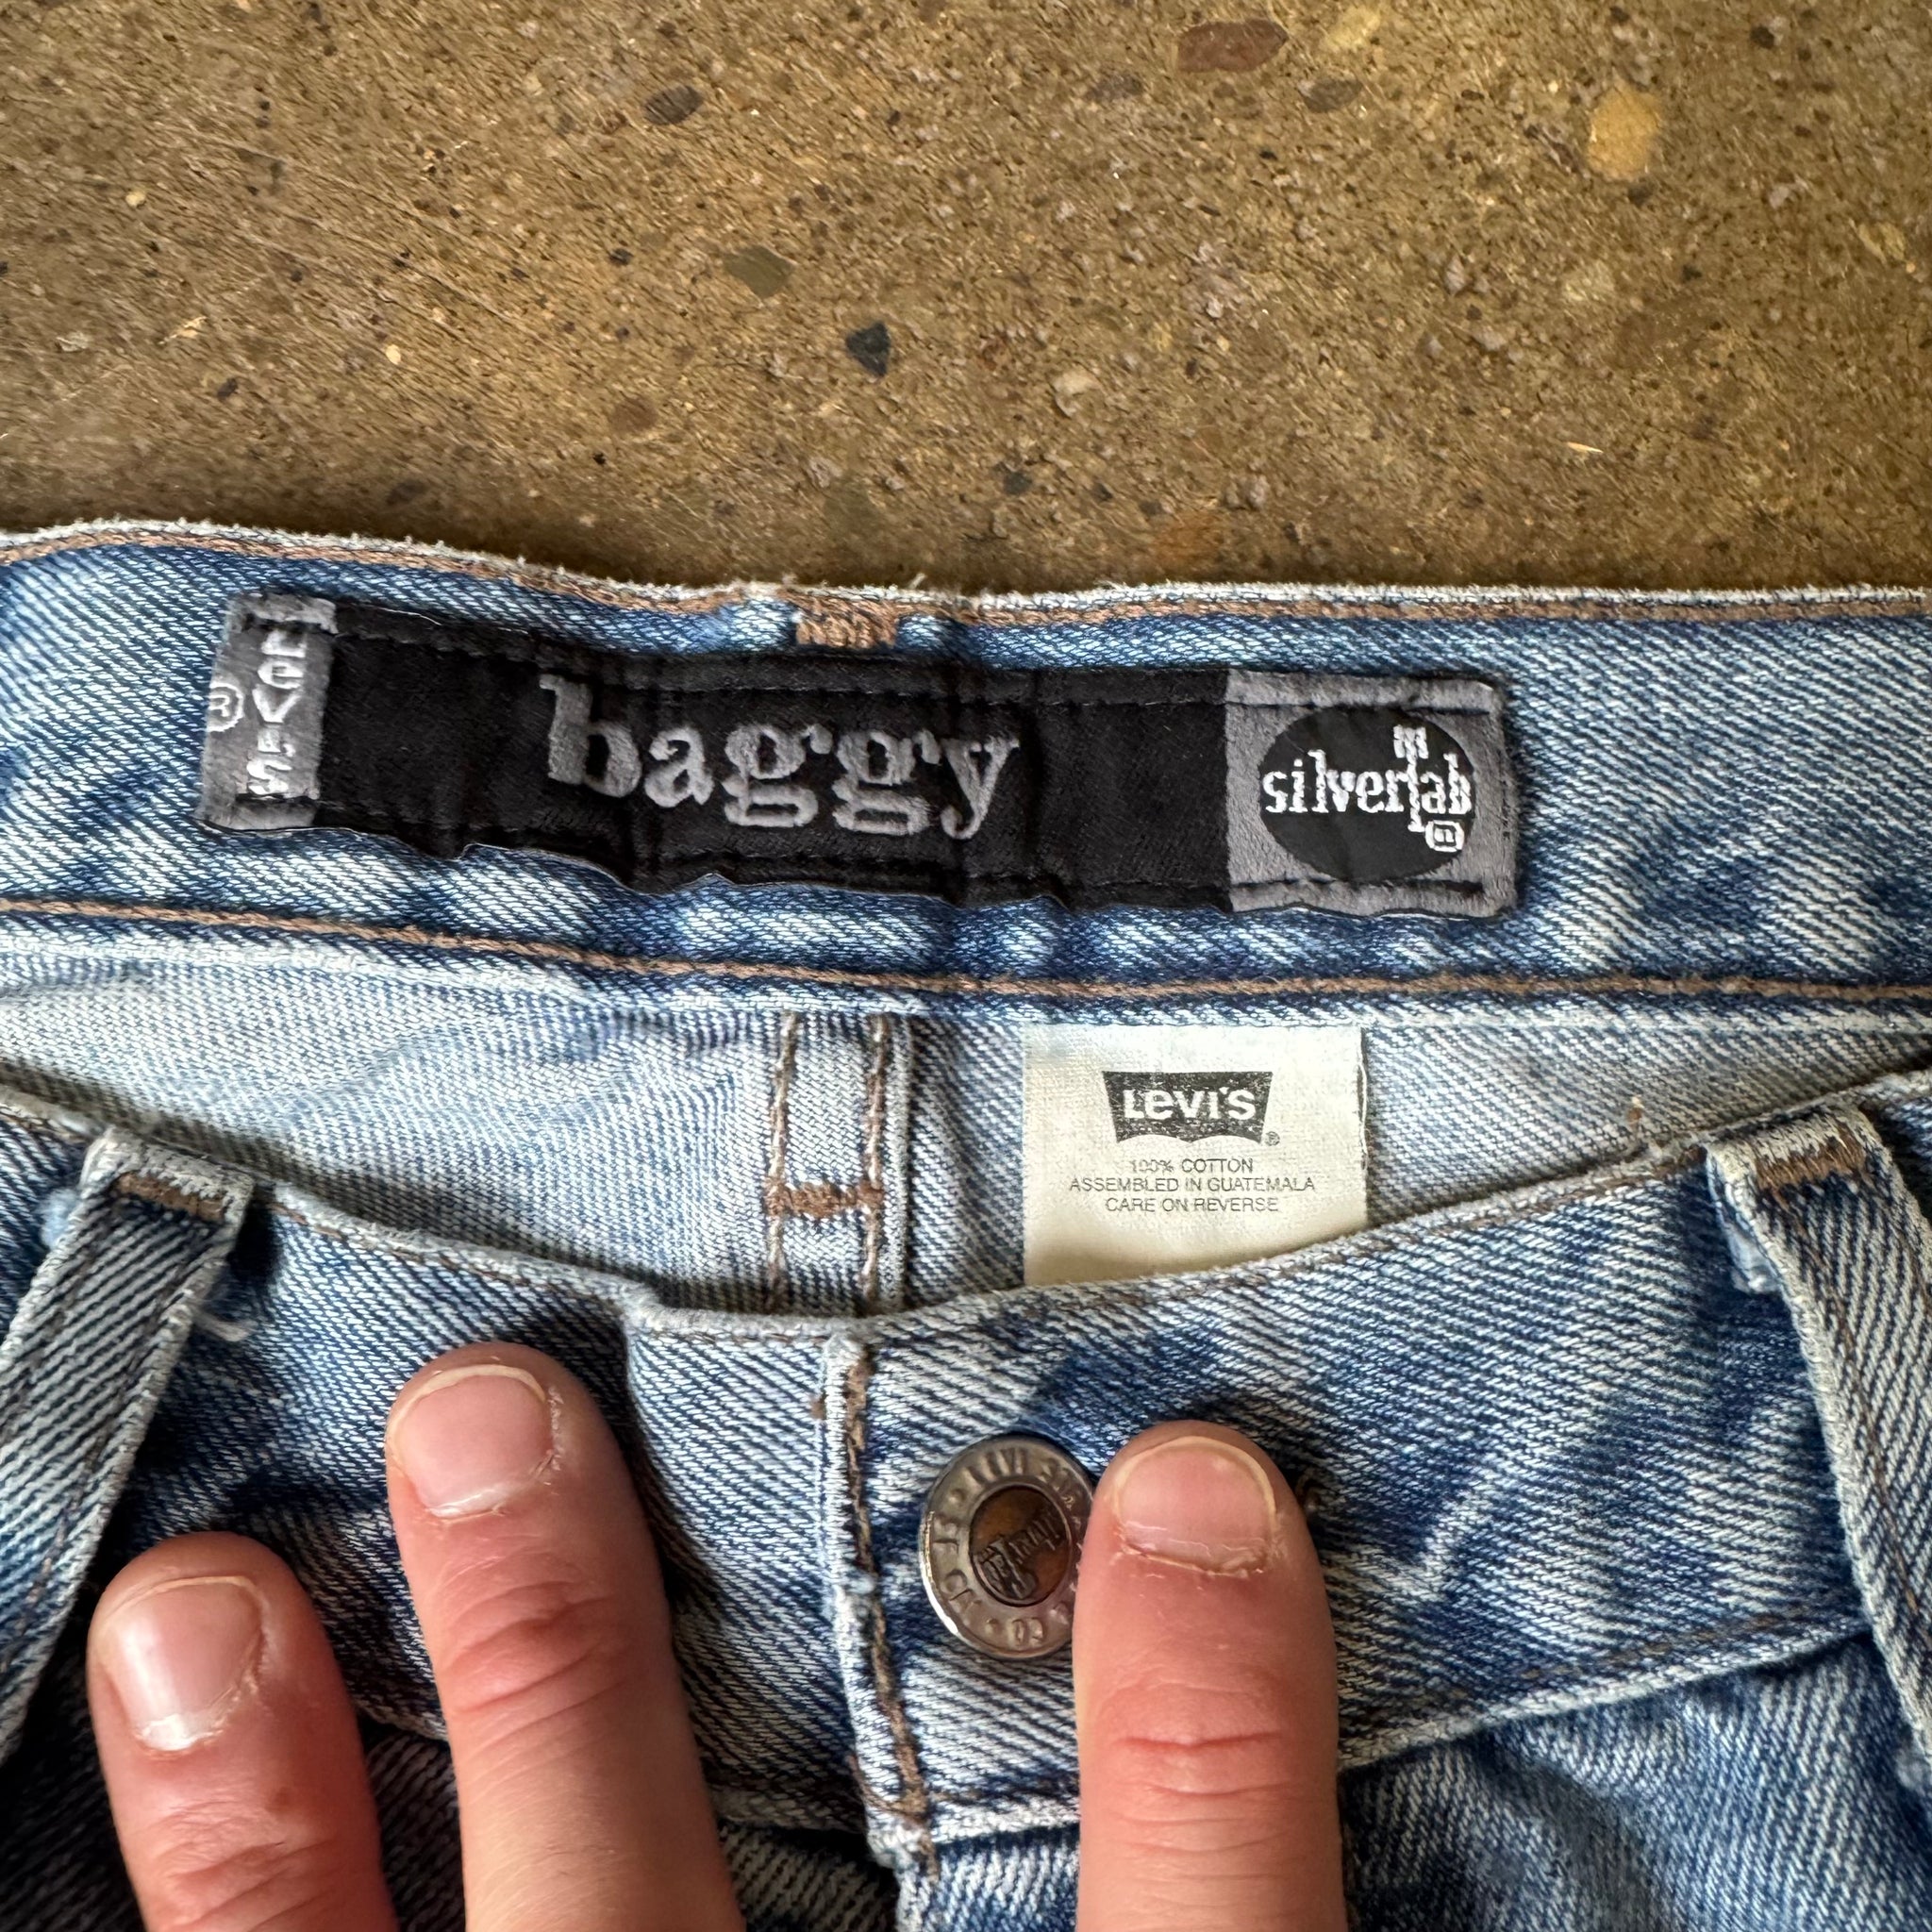 LEVI'S ®
baggy
silvertab ®
LEVI'S ®
100% COTTON
ASSEMBLED IN GUATEMALA
CARE ON REVERSE